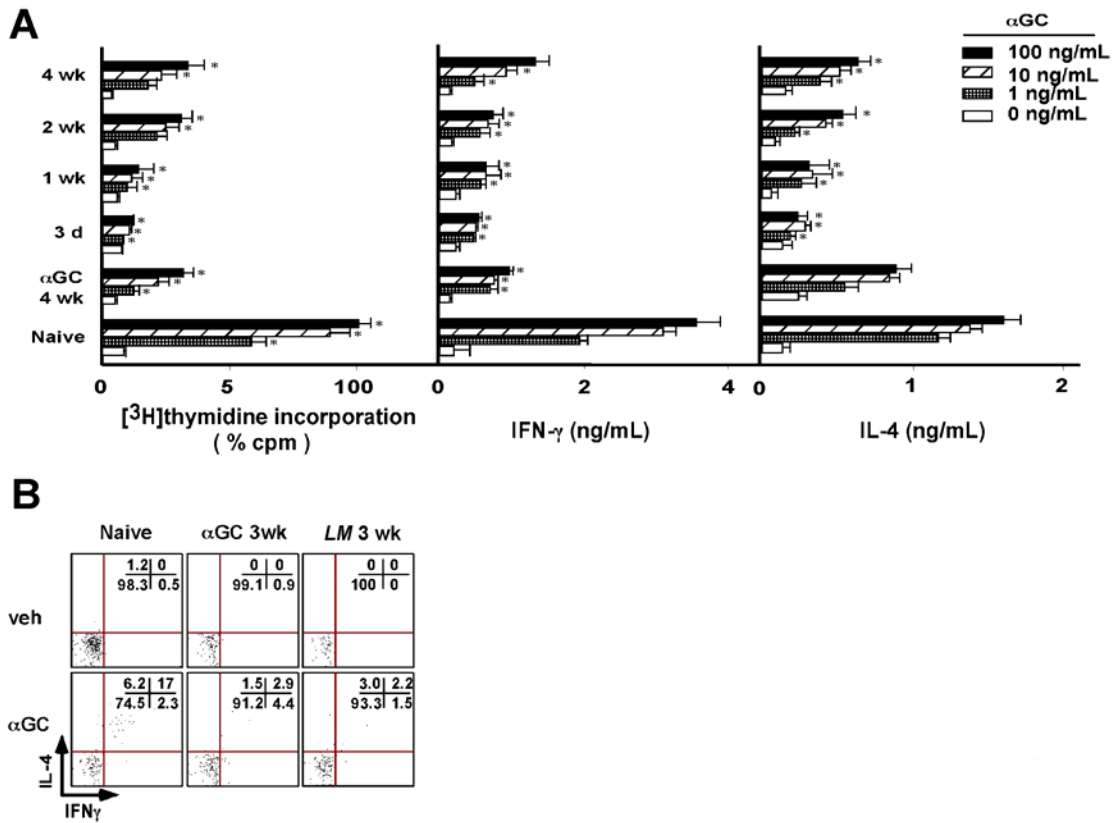 A
αGC
100 ng/mL
10 ng/mL
1 ng/mL
0 ng/mL
4 wk
2 wk
1 wk
3 d
αGC
4 wk
Naive
* * * * * * * * * * * * *
* * * * * * * * * * * * *
* * * * * * * * * * * *
0 5 100
0 2 4
0 1 2
[3H]thymidine incorporation
( % cpm )
IFN-γ (ng/mL)
IL-4 (ng/mL)
B
Naive αGC 3wk LM 3 wk
veh
1.2 0
98.3 0.5
0 0
99.1 0.9
0 0
100 0
αGC
6.2 17
74.5 2.3
1.5 2.9
91.2 4.4
3.0 2.2
93.3 1.5
IL-4
IFNγ